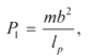 P₁ = mb² / lₚ ,